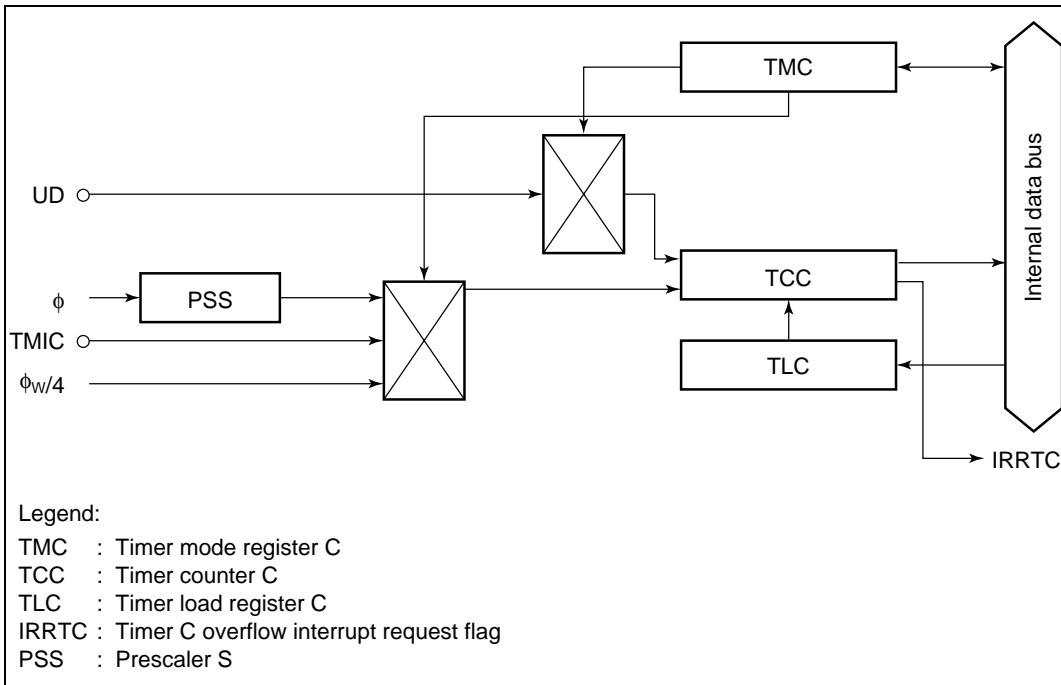 TMC
UD
TCC
Internal data bus
ϕ
PSS
TMIC
ϕW/4
TLC
IRRTC
Legend:
TMC : Timer mode register C
TCC : Timer counter C
TLC : Timer load register C
IRRTC : Timer C overflow interrupt request flag
PSS : Prescaler S